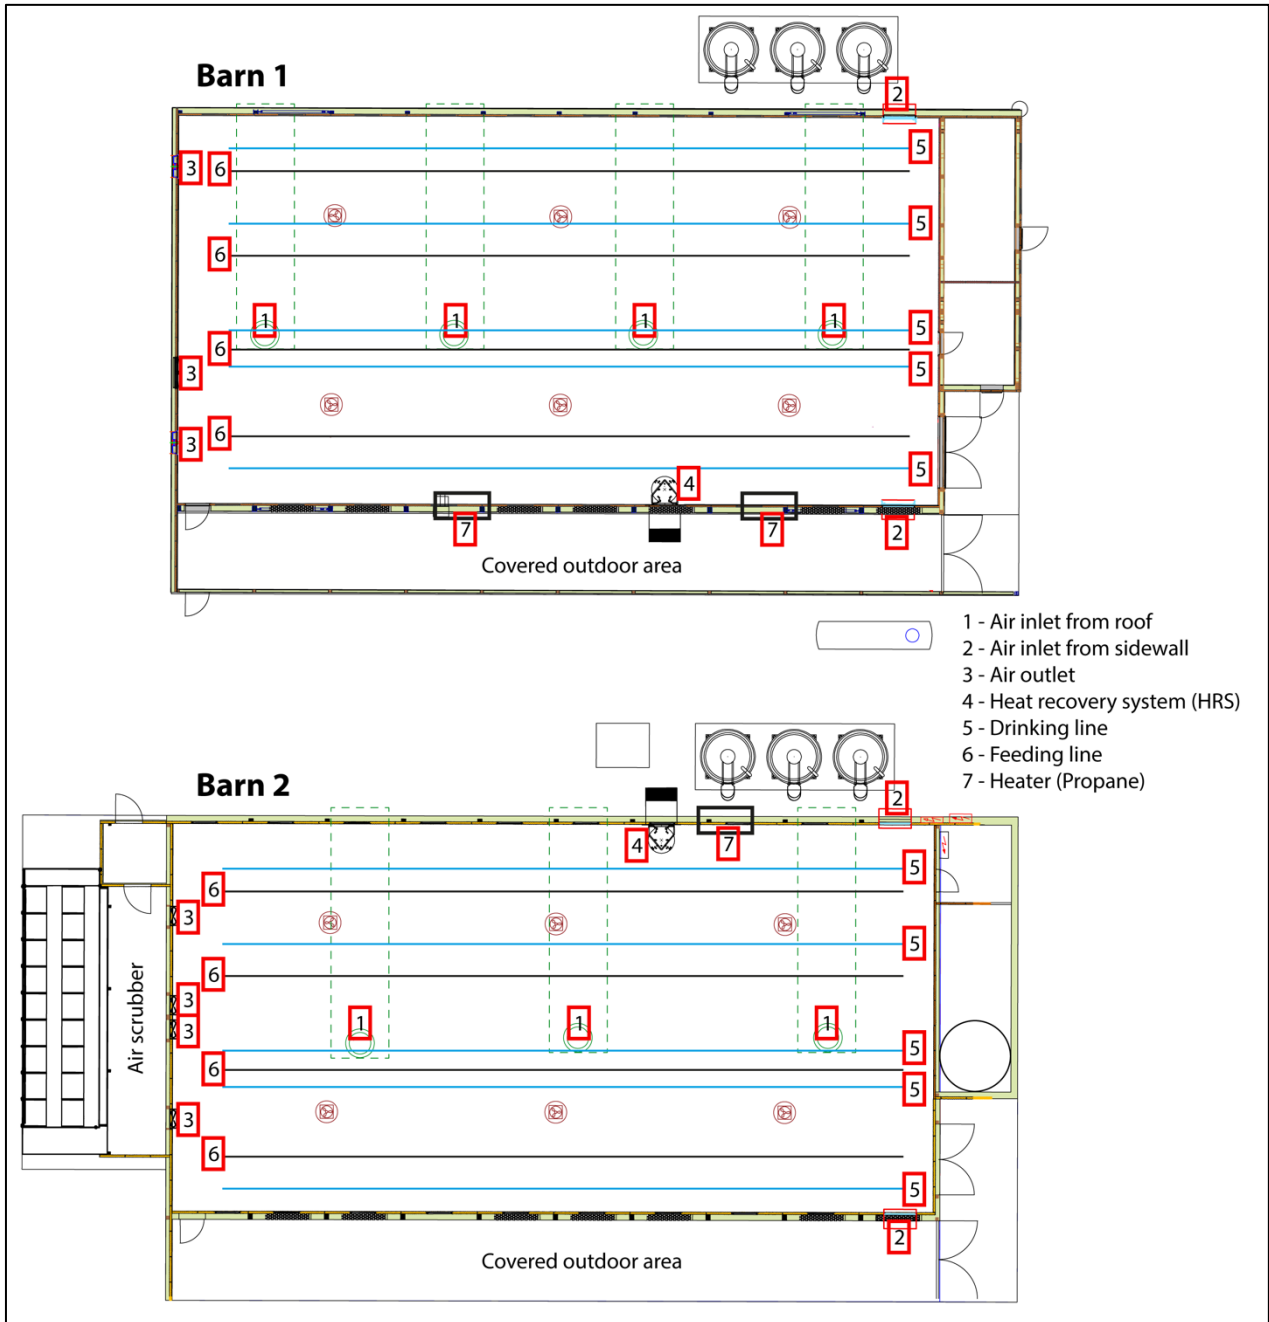 Barn 1
2
5
3 6
5
6
1 1 1 1
5
6
3
5
6
3
5
4
7 7
2
Covered outdoor area
1 - Air inlet from roof
2 - Air inlet from sidewall
3 - Air outlet
4 - Heat recovery system (HRS)
5 - Drinking line
6 - Feeding line
7 - Heater (Propane)
Barn 2
2
4 7
5
6
3
5
6
3
1 1 1
3
5
6
5
3
6
5
2
Air scrubber
Covered outdoor area